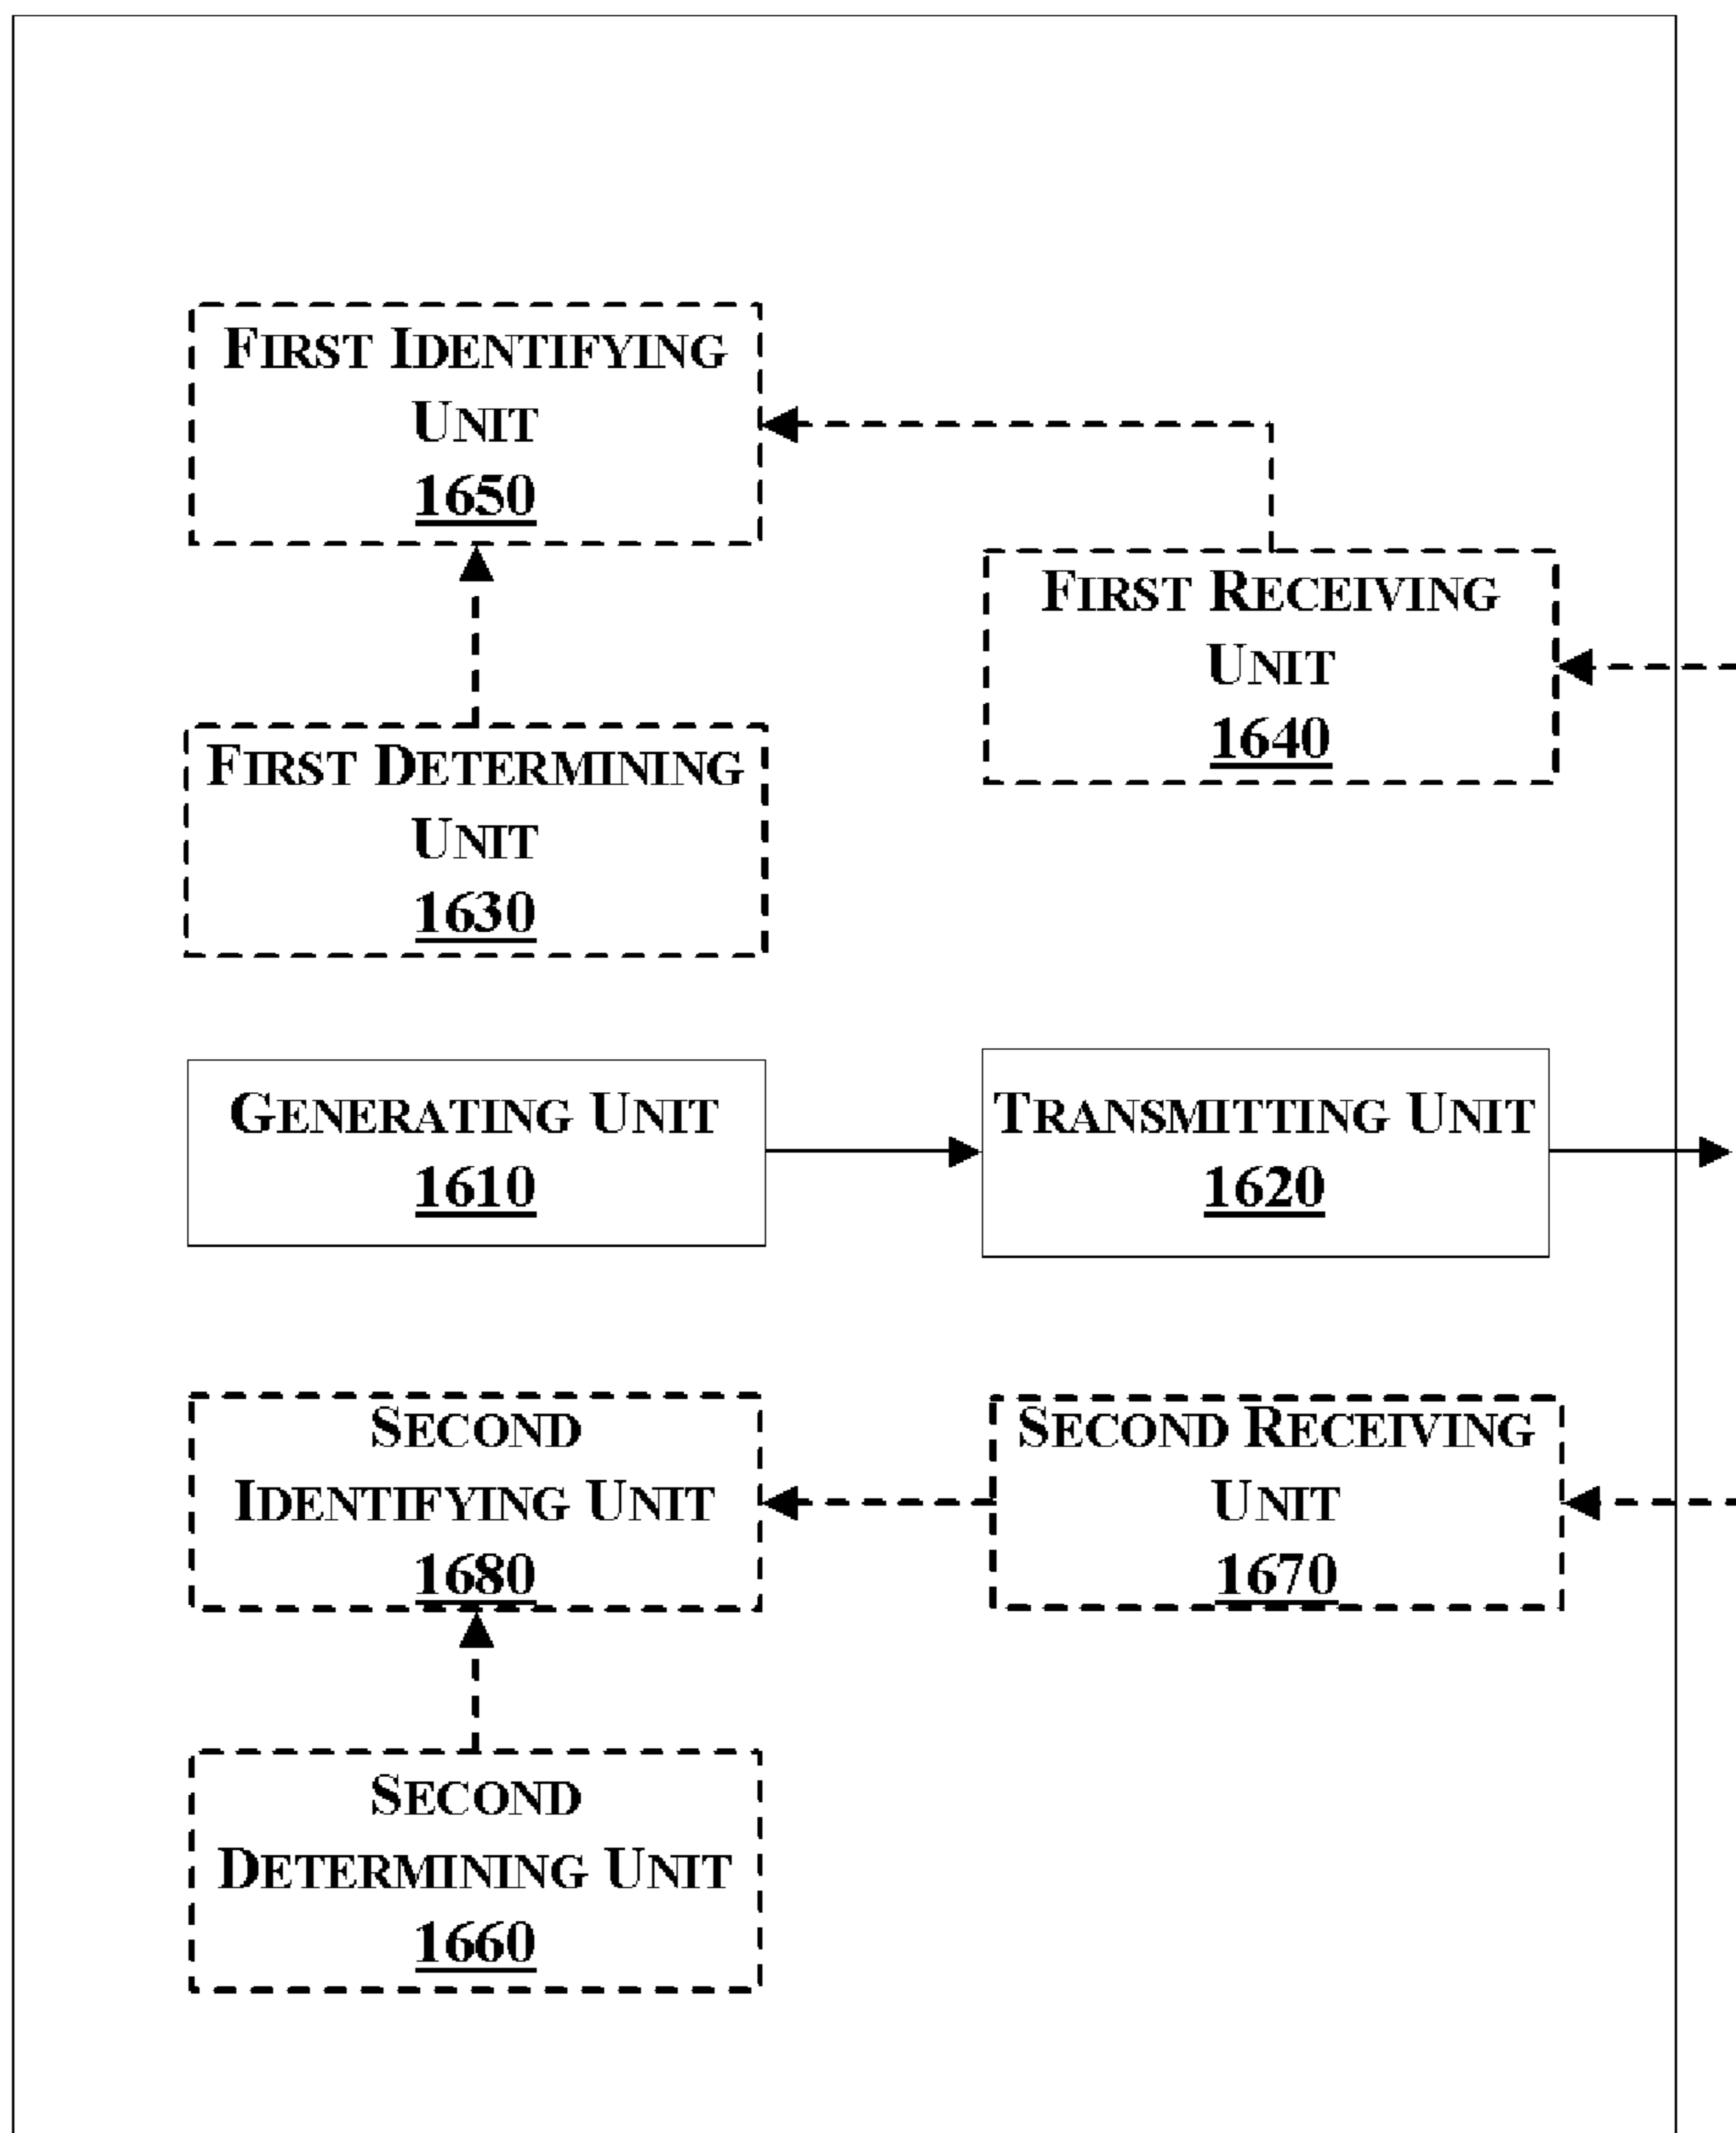 FIRST IDENTIFYING
UNIT
1650
FIRST RECEIVING
UNIT
1640
FIRST DETERMINING
UNIT
1630
GENERATING UNIT
1610
TRANSMITTING UNIT
1620
SECOND
IDENTIFYING UNIT
1680
SECOND RECEIVING
UNIT
1670
SECOND
DETERMINING UNIT
1660